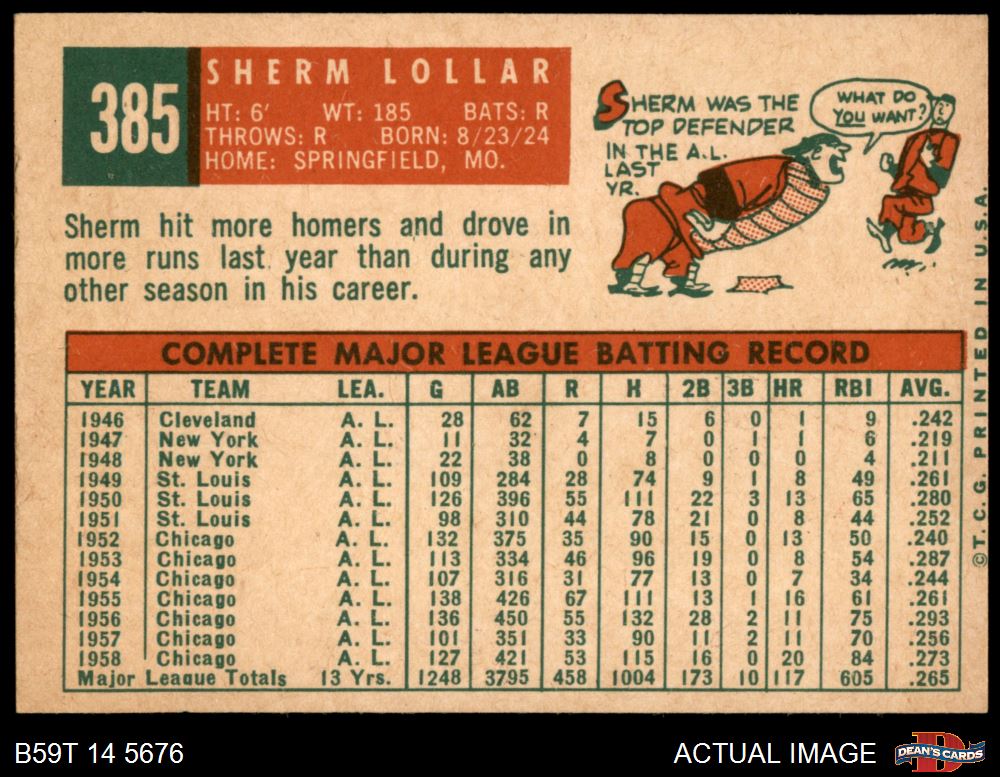 385
SHERM LOLLAR
HT: 6' WT: 185 BATS: R
THROWS: R BORN: 8/23/24
HOME: SPRINGFIELD, MO.
Sherm hit more homers and drove in
more runs last year than during any
other season in his career.
SHERM WAS THE
TOP DEFENDER
IN THE A.L.
LAST
YR.
WHAT DO
YOU WANT?
COMPLETE MAJOR LEAGUE BATTING RECORD
YEAR TEAM LEA. G AB R H 2B 3B HR RBI AVG.
1946 Cleveland A. L. 28 62 7 15 6 0 1 9 .242
1947 New York A. L. 11 32 4 7 0 1 1 6 .219
1948 New York A. L. 22 38 0 8 0 0 0 4 .211
1949 St. Louis A. L. 109 284 28 74 9 1 8 49 .261
1950 St. Louis A. L. 126 396 55 111 22 3 13 65 .280
1951 St. Louis A. L. 98 310 44 78 21 0 8 44 .252
1952 Chicago A. L. 132 375 35 90 15 0 13 50 .240
1953 Chicago A. L. 113 334 46 96 19 0 8 54 .287
1954 Chicago A. L. 107 316 31 77 13 0 7 34 .244
1955 Chicago A. L. 138 426 67 111 13 1 16 61 .261
1956 Chicago A. L. 136 450 55 132 28 2 11 75 .293
1957 Chicago A. L. 101 351 33 90 11 2 11 70 .256
1958 Chicago A. L. 127 421 53 115 16 0 20 84 .273
Major League Totals 13 Yrs. 1248 3795 458 1004 173 10 117 605 .265
©T.C.G. PRINTED IN U.S.A.
B59T 14 5676
ACTUAL IMAGE
D
DEAN'S CARDS